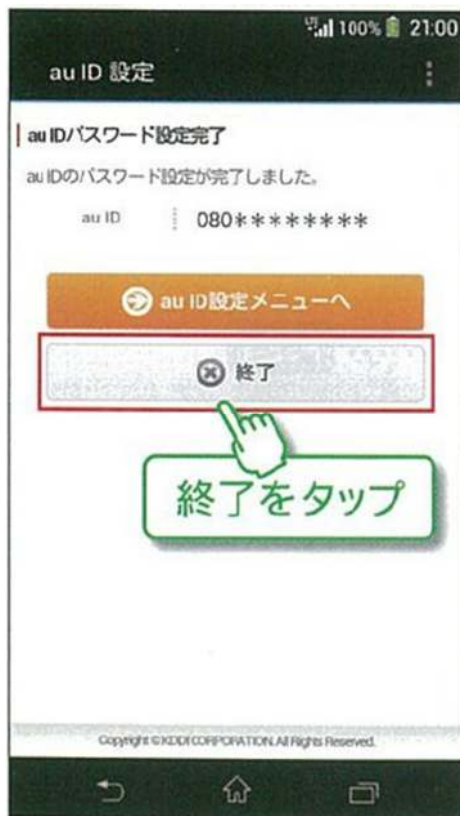 LTE 100% 21:00
au ID 設定
au IDパスワード設定完了
au IDのパスワード設定が完了しました。
au ID 080********
au ID設定メニューへ
終了
終了をタップ
Copyright © KDDI CORPORATION. All Rights Reserved.